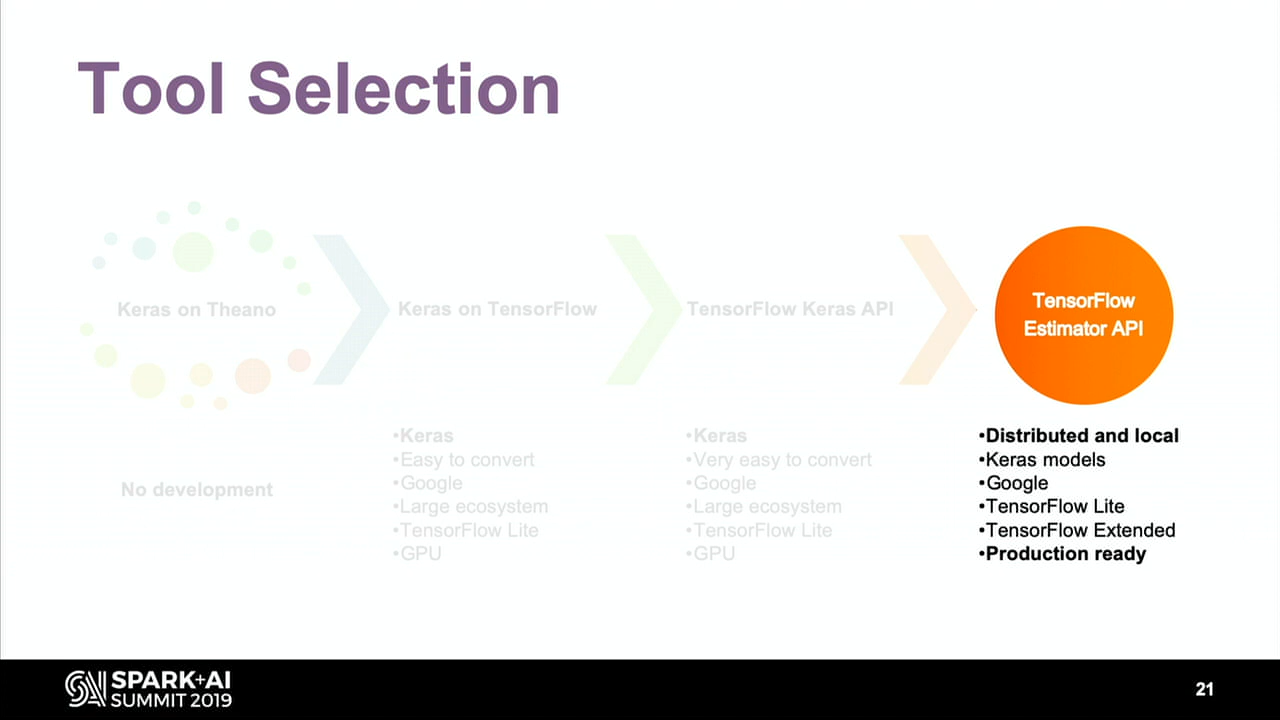 Tool Selection
Keras on Theano
Keras on TensorFlow
TensorFlow Keras API
TensorFlow
Estimator API
No development
•Keras
•Easy to convert
•Google
•Large ecosystem
•TensorFlow Lite
•GPU
•Keras
•Very easy to convert
•Google
•Large ecosystem
•TensorFlow Lite
•GPU
•Distributed and local
•Keras models
•Google
•TensorFlow Lite
•TensorFlow Extended
•Production ready
SPARK+AI
SUMMIT 2019
21